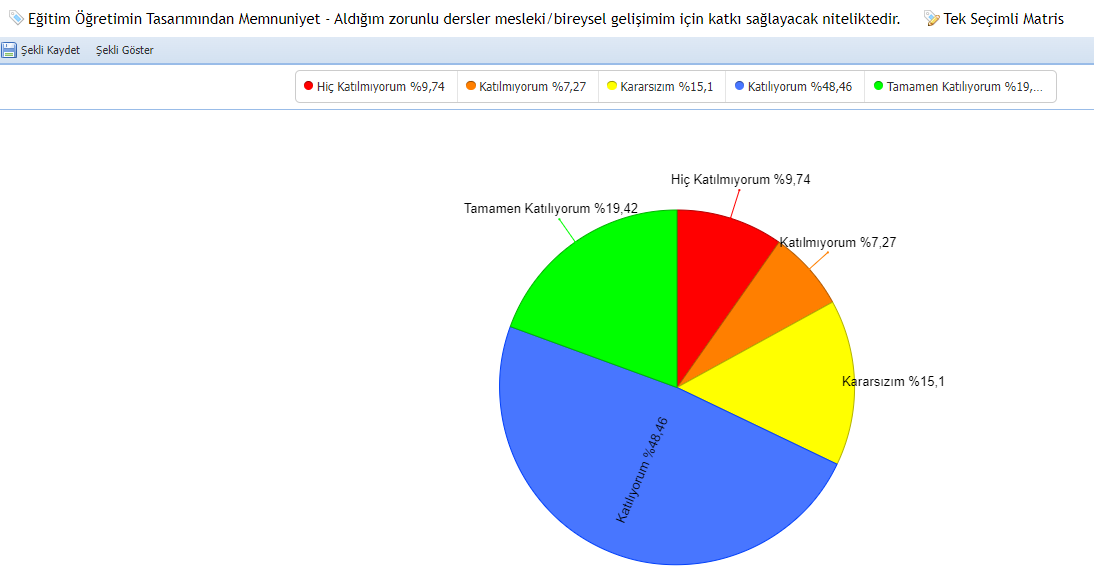 Eğitim Öğretimin Tasarımından Memnuniyet - Aldığım zorunlu dersler mesleki/bireysel gelişimim için katkı sağlayacak niteliktedir. Tek Seçimli Matris
Şekli Kaydet Şekli Göster
Hiç Katılmıyorum %9,74 Katılmıyorum %7,27 Kararsızım %15,1 Katılıyorum %48,46 Tamamen Katılıyorum %19,...
Hiç Katılmıyorum %9,74
Tamamen Katılıyorum %19,42
Katılmıyorum %7,27
Kararsızım %15,1
Katılıyorum %48,46